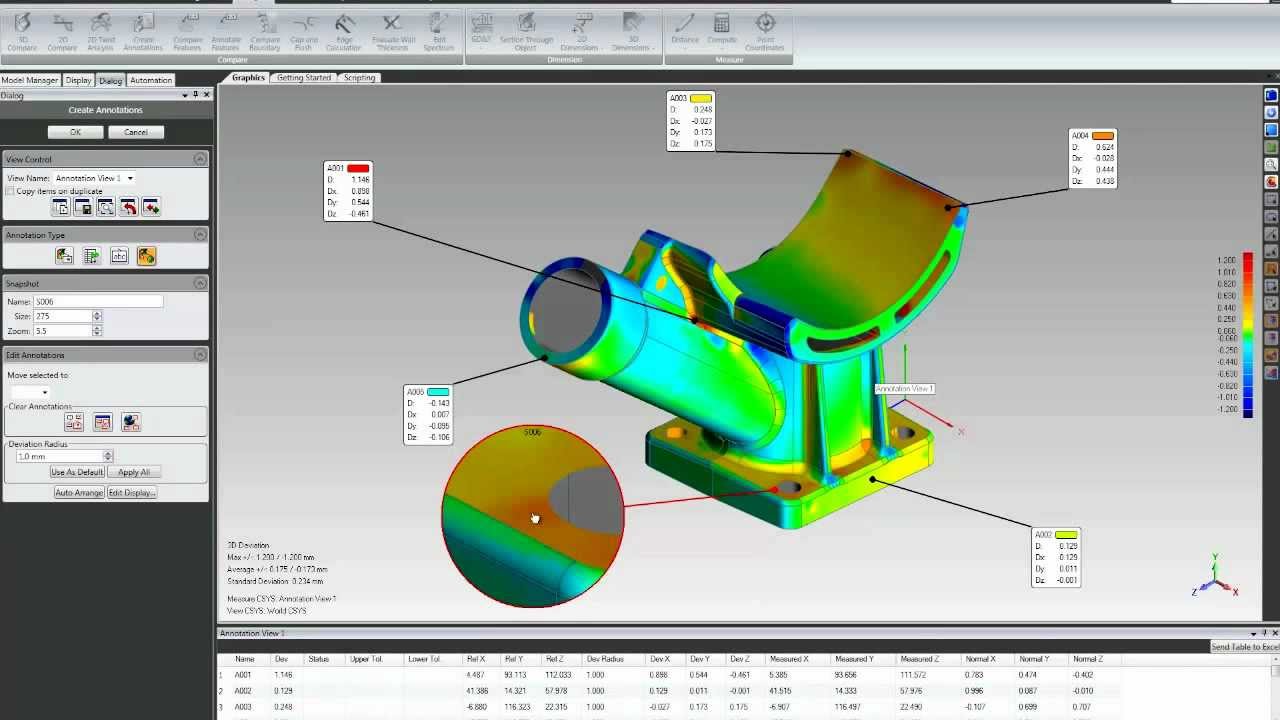 3D Compare
2D Compare
2D Twist Analysis
Create Annotations
Compare Features
Annotate Features
Compare Boundary
Gap and Flush
Edge Calculation
Evaluate Wall Thickness
Edit Spectrum
GD&T
Section Through Object
2D Dimensions
3D Dimensions
Distance
Compute
Point Coordinates
Compare
Dimension
Measure
Model Manager Display Dialog Automation
Graphics Getting Started Scripting
Dialog
Create Annotations
OK Cancel
View Control
View Name: Annotation View 1
Copy items on duplicate
Annotation Type
abc
Snapshot
Name: S006
Size: 275
Zoom: 5.5
Edit Annotations
Move selected to:
Clear Annotations
Deviation Radius
1.0 mm
Use As Default Apply All
Auto Arrange Edit Display...
A003
D: 0.248
Dx: -0.027
Dy: 0.173
Dz: 0.175
A004
D: 0.624
Dx: -0.028
Dy: 0.444
Dz: 0.438
A001
D: 1.146
Dx: 0.898
Dy: 0.544
Dz: -0.461
A005
D: -0.143
Dx: 0.007
Dy: -0.095
Dz: -0.106
S006
Annotation View 1
X
A002
D: 0.129
Dx: 0.129
Dy: 0.011
Dz: -0.001
1.200
1.010
0.820
0.630
0.440
0.250
0.060
-0.060
-0.250
-0.440
-0.630
-0.820
-1.010
-1.200
3D Deviation
Max +/-: 1.200 / -1.200 mm
Average +/-: 0.175 / -0.173 mm
Standard Deviation: 0.234 mm
Measure CSYS: Annotation View 1
View CSYS: World CSYS
Y
Z X
Annotation View 1
Send Table to Excel
Name Dev Status Upper Tol. Lower Tol. Ref X Ref Y Ref Z Dev Radius Dev X Dev Y Dev Z Measured X Measured Y Measured Z Normal X Normal Y Normal Z
1 A001 1.146 4.487 93.113 112.033 1.000 0.898 0.544 -0.461 5.385 93.656 111.572 0.783 0.474 -0.402
2 A002 0.129 41.386 14.321 57.978 1.000 0.129 0.011 -0.001 41.515 14.333 57.976 0.996 0.087 -0.010
3 A003 0.248 -6.880 116.323 22.315 1.000 -0.027 0.173 0.175 -6.907 116.497 22.490 -0.107 0.699 0.707